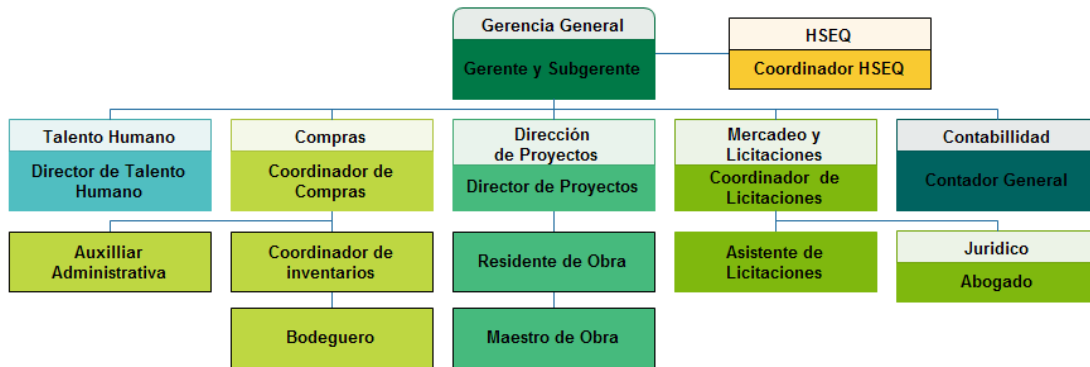 Gerencia General
Gerente y Subgerente
HSEQ
Coordinador HSEQ
Talento Humano
Director de Talento
Humano
Compras
Coordinador de
Compras
Dirección
de Proyectos
Director de Proyectos
Mercadeo y
Licitaciones
Coordinador de
Licitaciones
Contabillidad
Contador General
Auxilliar
Administrativa
Coordinador de
inventarios
Residente de Obra
Asistente de
Licitaciones
Juridico
Abogado
Bodeguero
Maestro de Obra